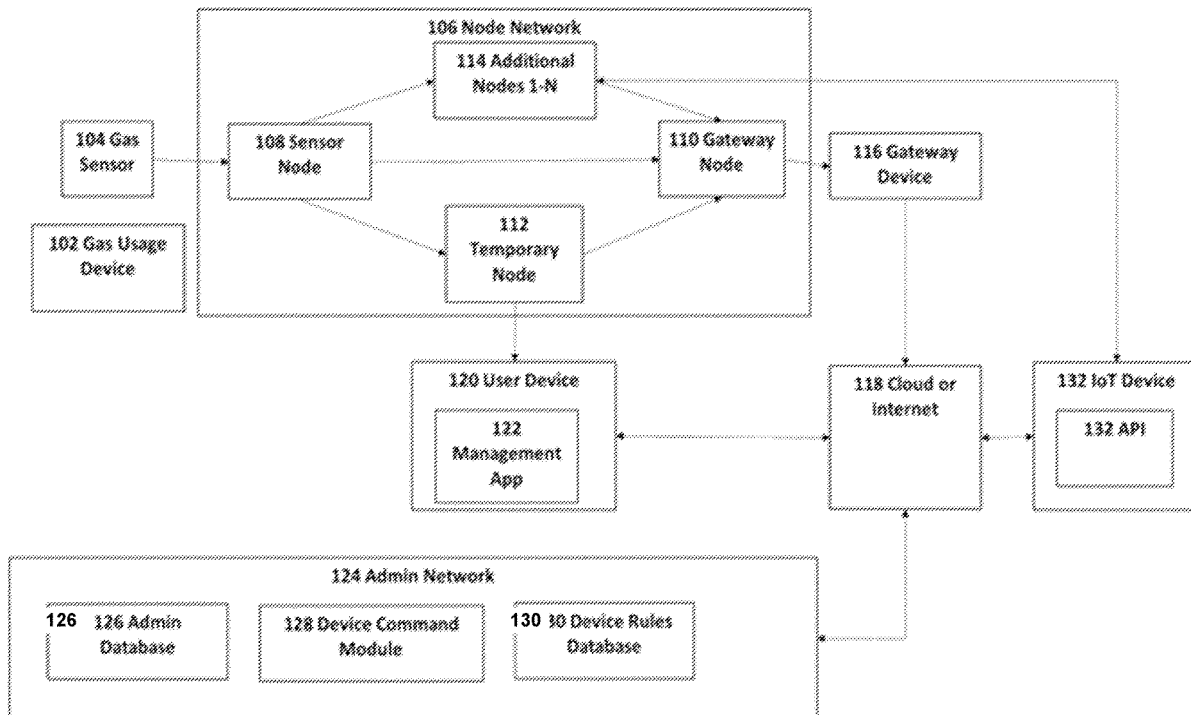 106 Node Network
114 Additional
Nodes 1-N
104 Gas
Sensor
108 Sensor
Node
110 Gateway
Node
116 Gateway
Device
102 Gas Usage
Device
112
Temporary
Node
120 User Device
122
Management
App
118 Cloud or
Internet
132 IoT Device
132 API
124 Admin Network
126 126 Admin
Database
128 Device Command
Module
130 30 Device Rules
Database